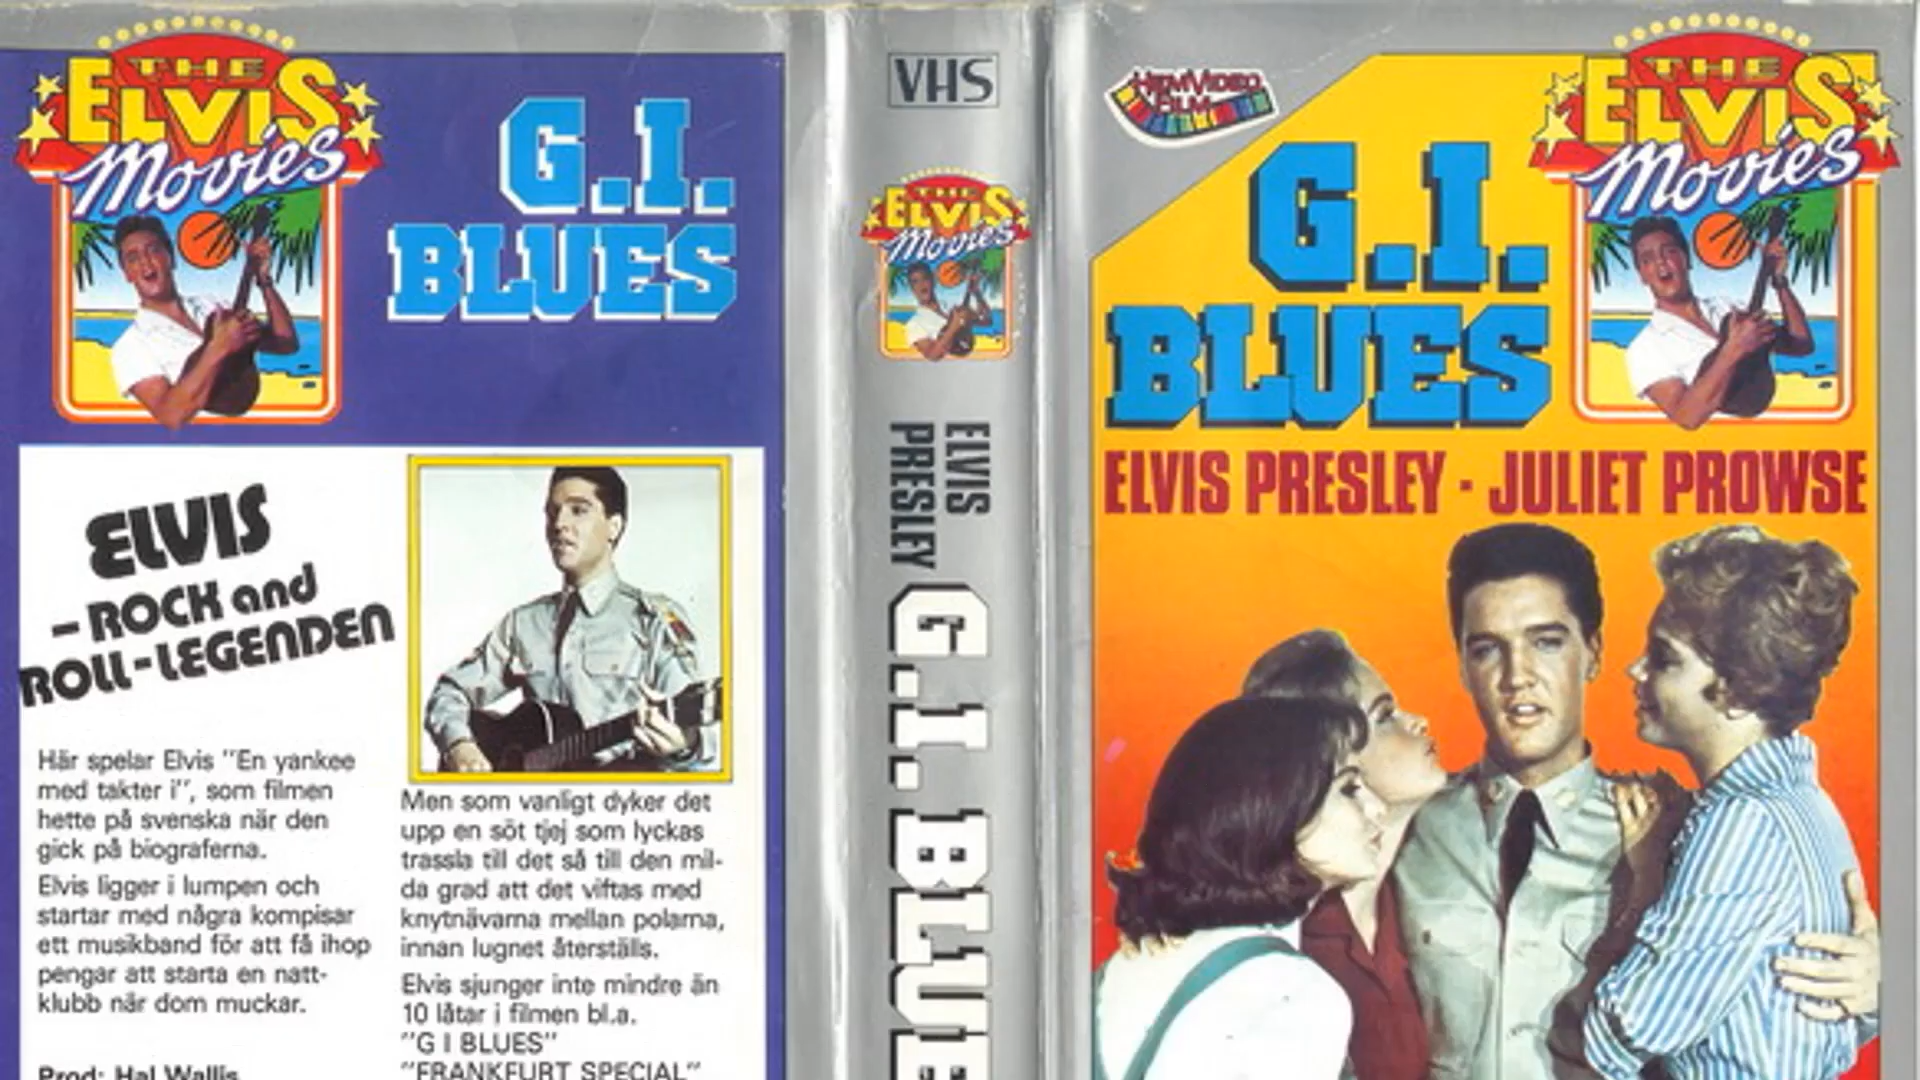 THE
ELVIS
Movies
G.I.
BLUES
ELVIS
– ROCK and
ROLL-LEGENDEN
Här spelar Elvis "En yankee
med takter i", som filmen
hette på svenska när den
gick på biograferna.
Elvis ligger i lumpen och
startar med några kompisar
ett musikband för att få ihop
pengar att starta en natt-
klubb när dom muckar.
Prod: Hal Wallis
Men som vanligt dyker det
upp en söt tjej som lyckas
trassla till det så till den mil-
da grad att det viftas med
knytnävarna mellan polarna,
innan lugnet återställs.
Elvis sjunger inte mindre än
10 låtar i filmen bl.a.
"G I BLUES"
"FRANKFURT SPECIAL"
VHS
THE
ELVIS
Movies
ELVIS
PRESLEY
G.I. BLUE
HEMVIDEO
FILM
THE
ELVIS
Movies
G.I.
BLUES
ELVIS PRESLEY · JULIET PROWSE